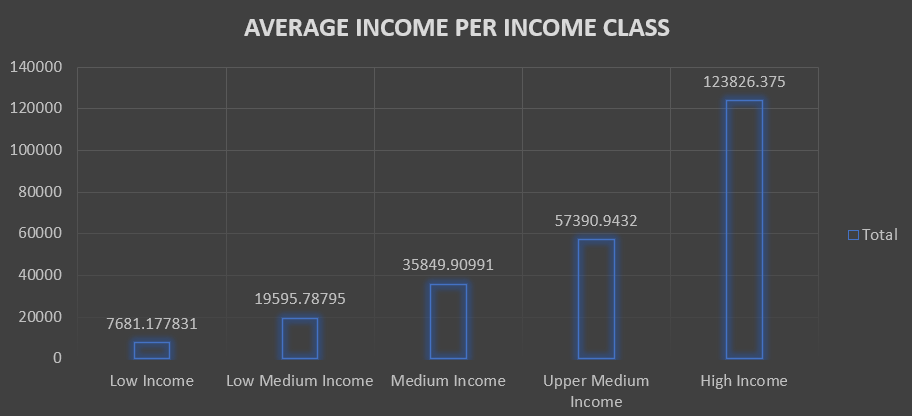 AVERAGE INCOME PER INCOME CLASS
140000
120000
100000
80000
60000
40000
20000
0
7681.177831
19595.78795
35849.90991
57390.9432
123826.375
Low Income
Low Medium Income
Medium Income
Upper Medium
Income
High Income
Total